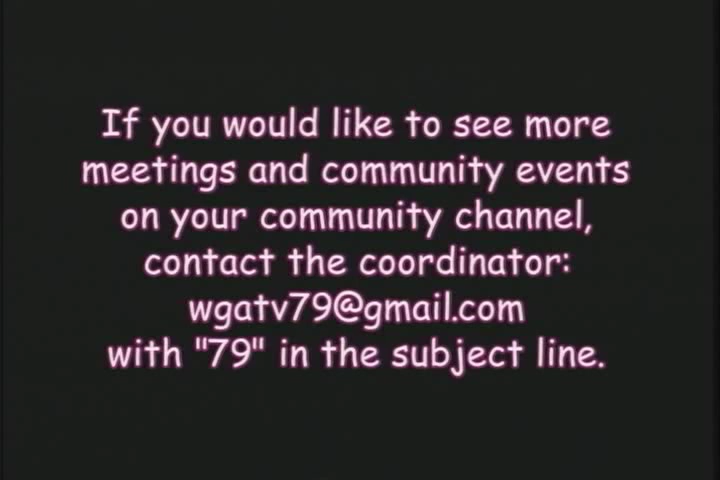 If you would like to see more
meetings and community events
on your community channel,
contact the coordinator:
wgatv79@gmail.com
with "79" in the subject line.